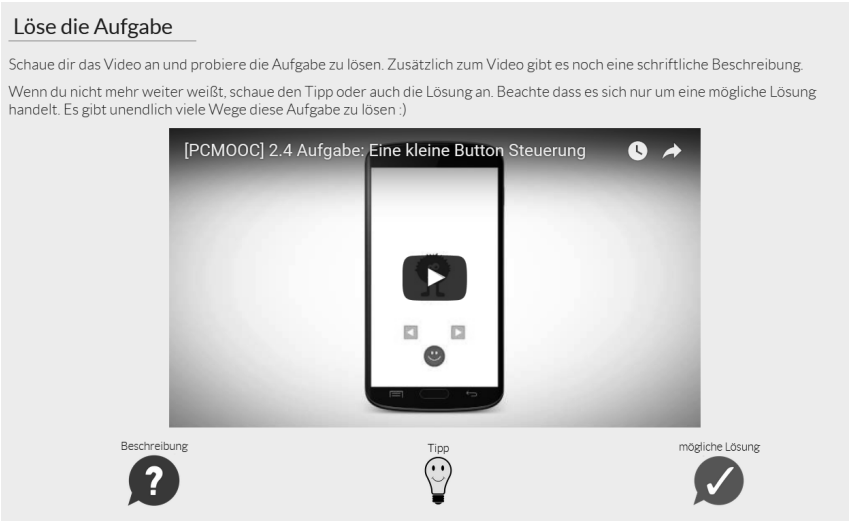 Löse die Aufgabe
Schaue dir das Video an und probiere die Aufgabe zu lösen. Zusätzlich zum Video gibt es noch eine schriftliche Beschreibung.
Wenn du nicht mehr weiter weißt, schaue den Tipp oder auch die Lösung an. Beachte dass es sich nur um eine mögliche Lösung
handelt. Es gibt unendlich viele Wege diese Aufgabe zu lösen :)
[PCMOOC] 2.4 Aufgabe: Eine kleine Button Steuerung
Beschreibung
Tipp
mögliche Lösung
?